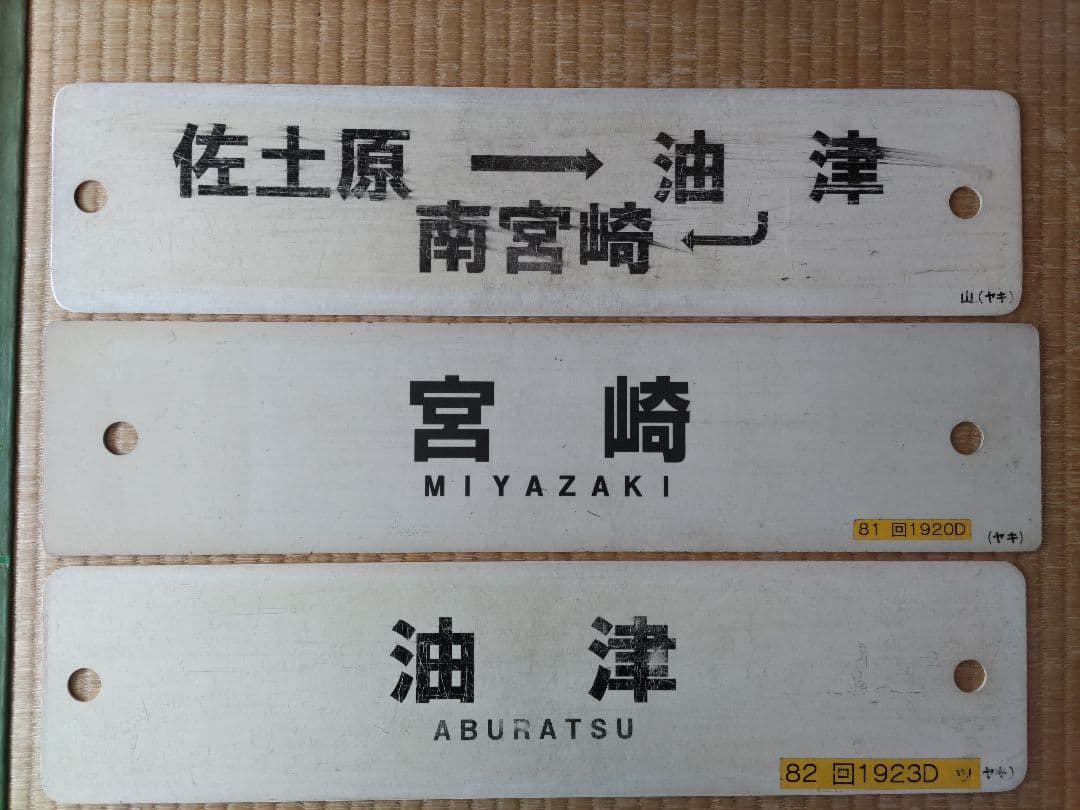 佐土原 → 油津
南宮崎 ←
山(ヤキ)
宮崎
MIYAZAKI
81 回1920D
(ヤキ)
油津
ABURATSU
82 回1923D
ヤキ)